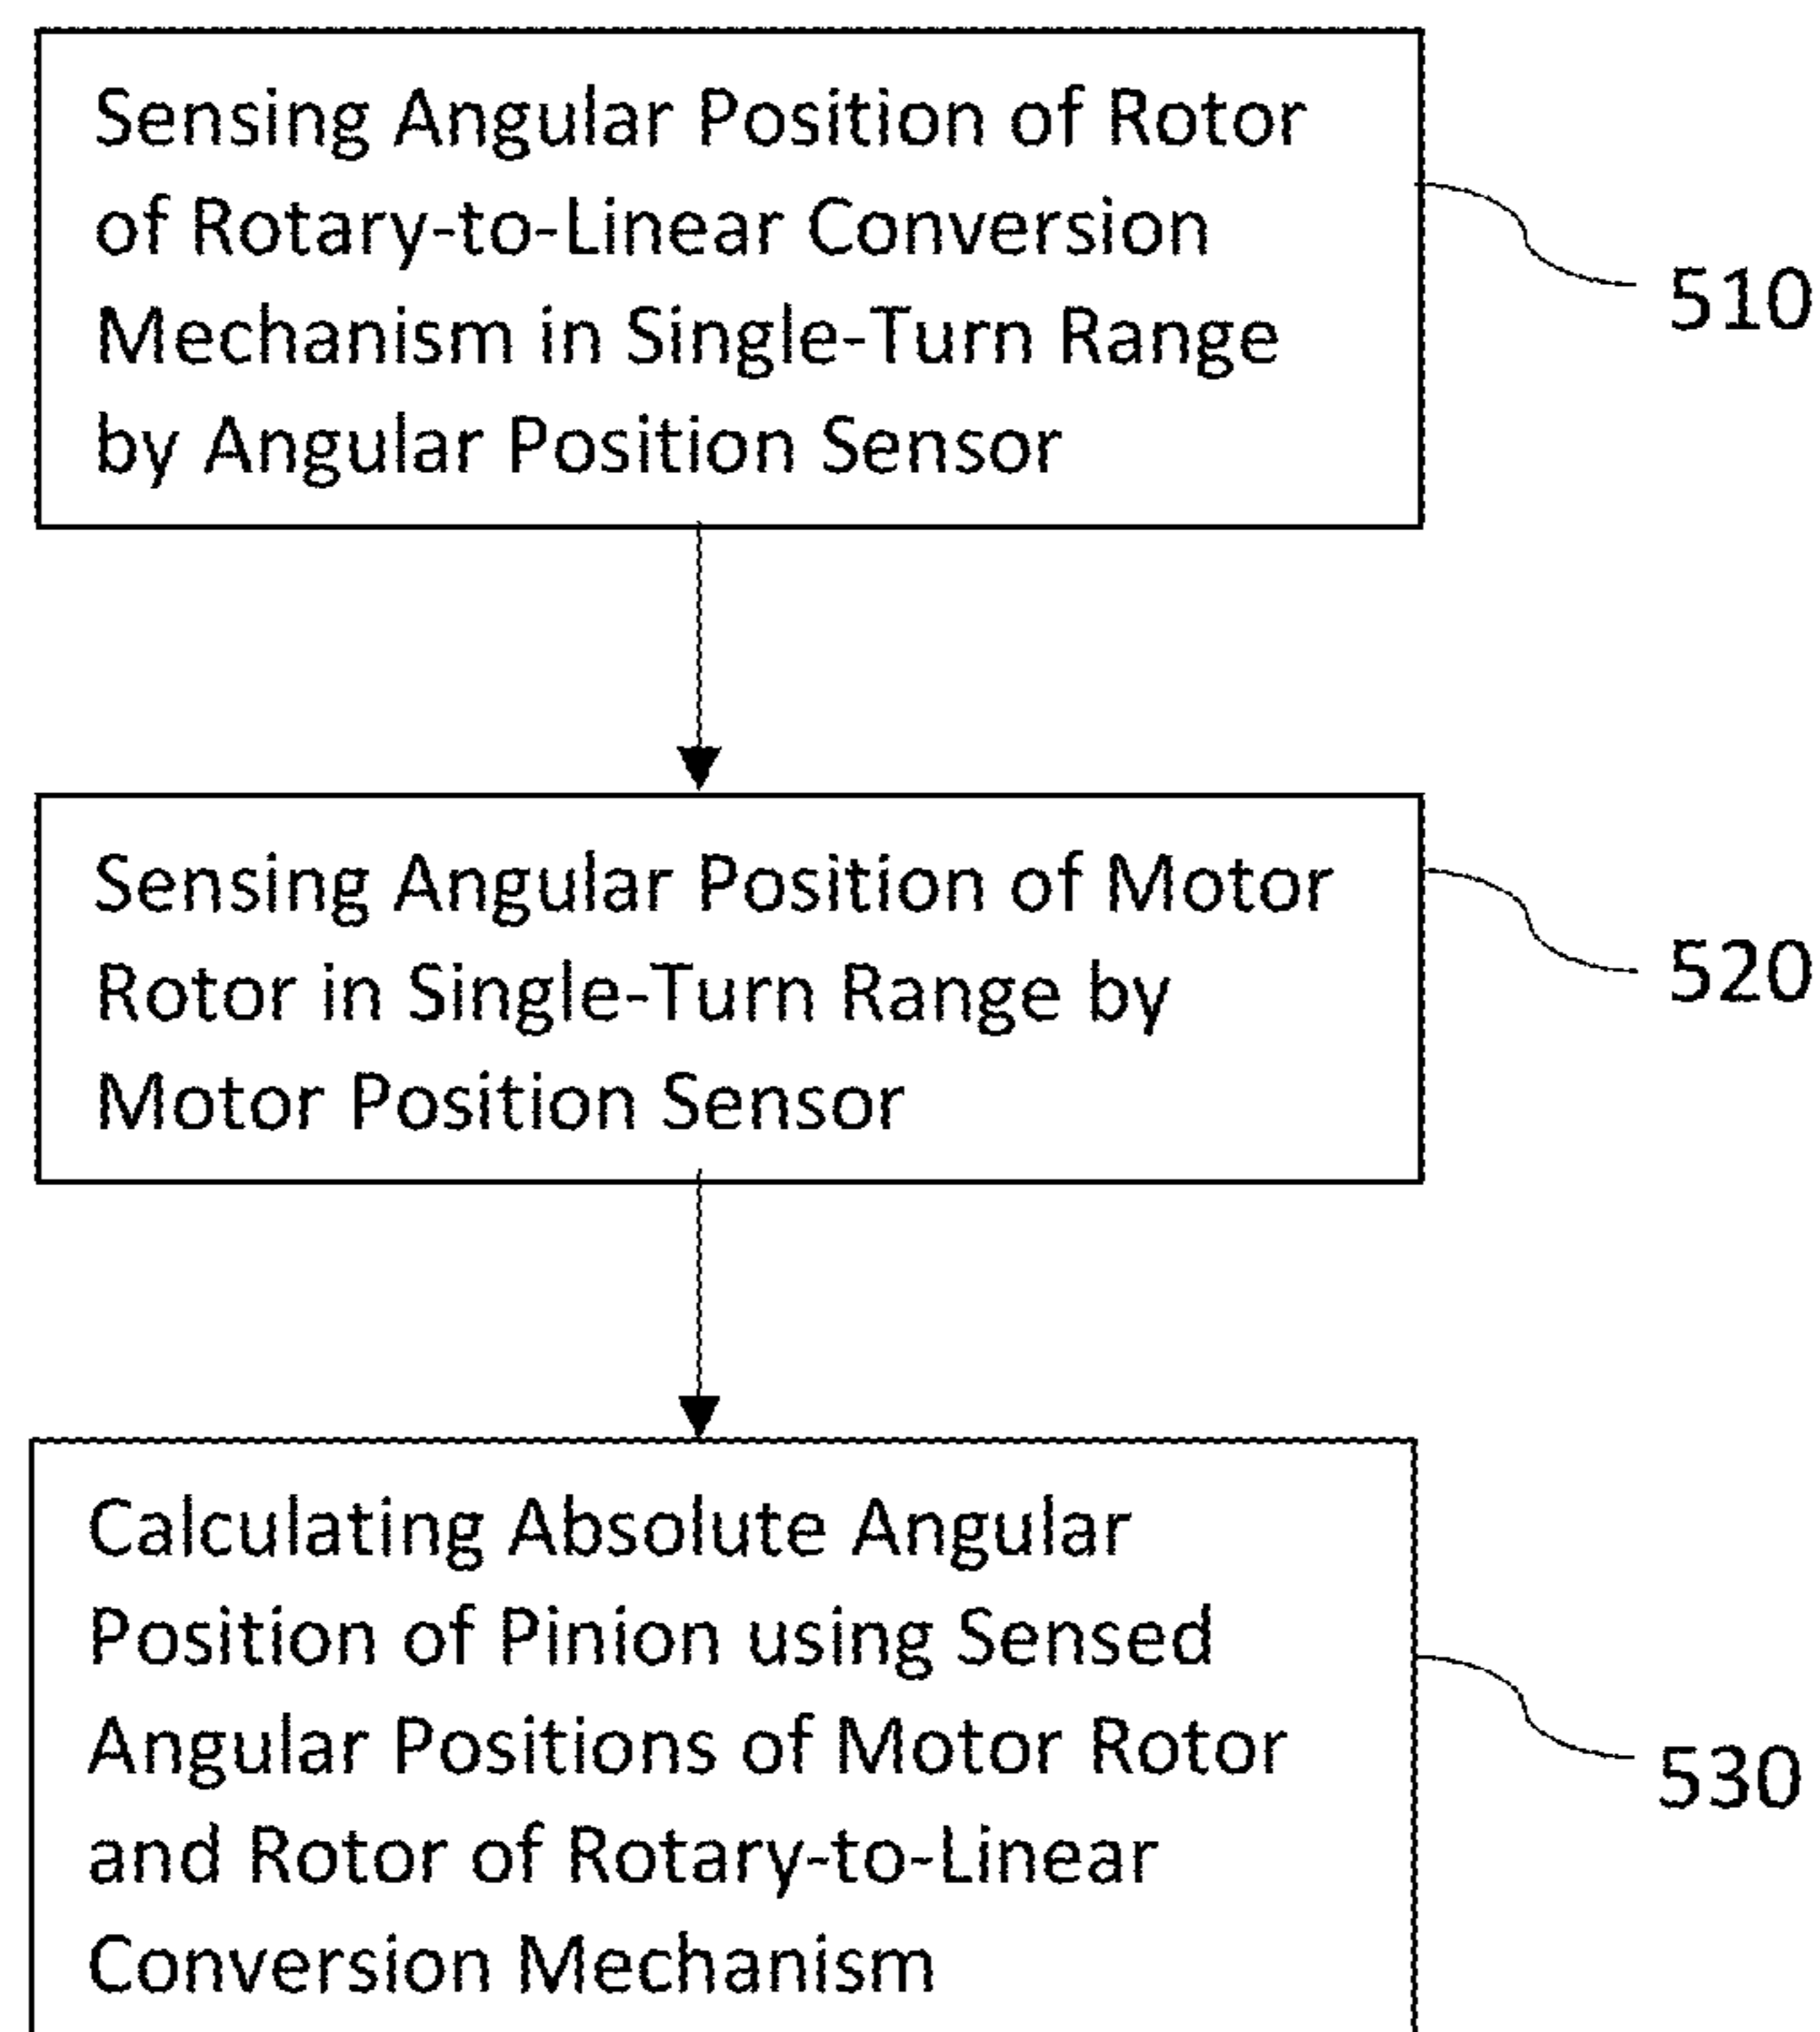 Sensing Angular Position of Rotor
of Rotary-to-Linear Conversion
Mechanism in Single-Turn Range
by Angular Position Sensor
510
Sensing Angular Position of Motor
Rotor in Single-Turn Range by
Motor Position Sensor
520
Calculating Absolute Angular
Position of Pinion using Sensed
Angular Positions of Motor Rotor
and Rotor of Rotary-to-Linear
Conversion Mechanism
530